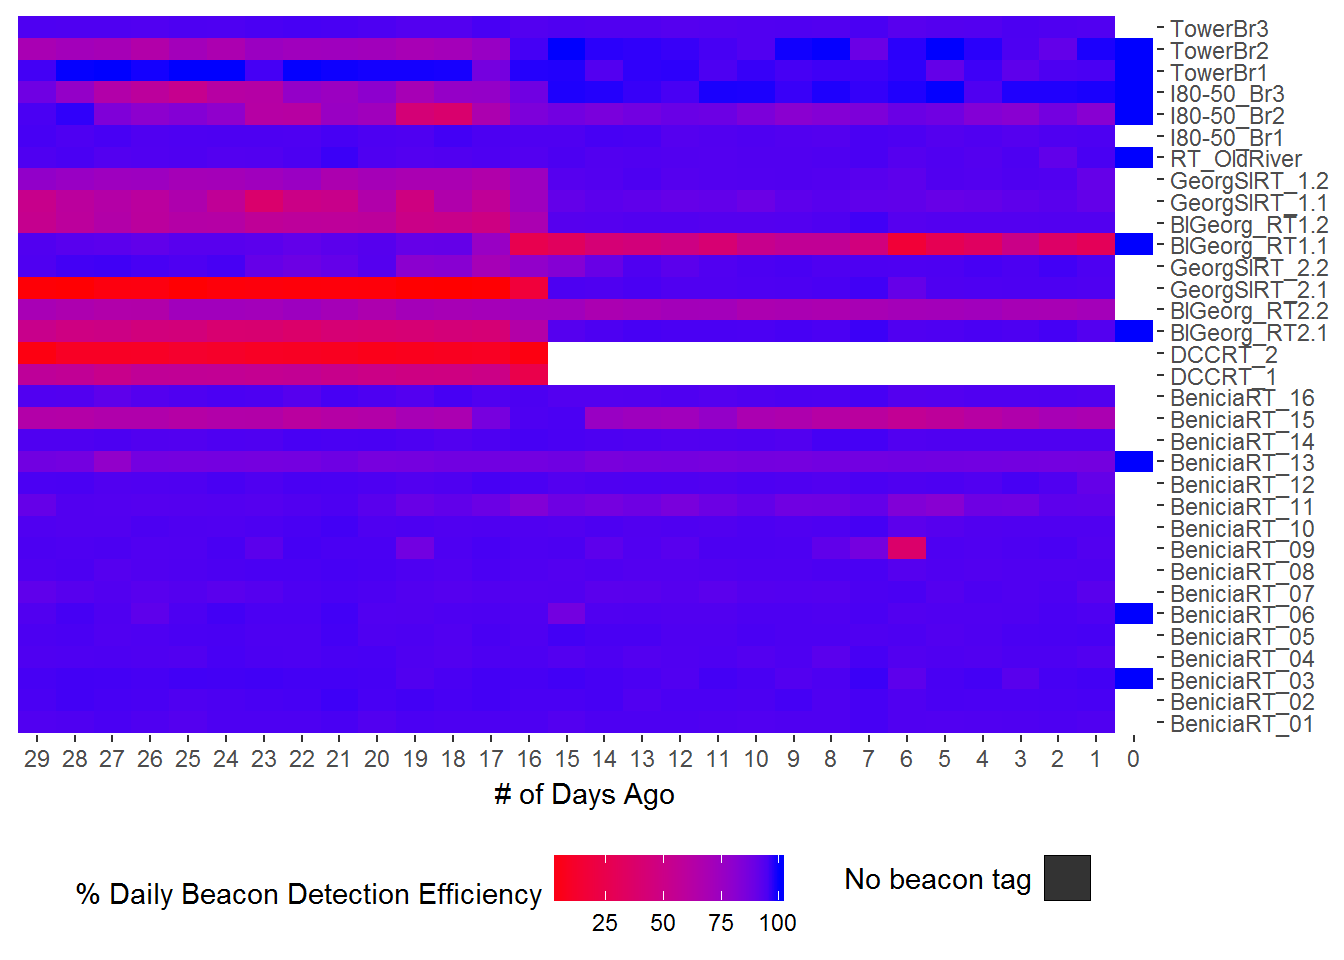 TowerBr3
TowerBr2
TowerBr1
I80-50_Br3
I80-50_Br2
I80-50_Br1
RT_OldRiver
GeorgSlRT_1.2
GeorgSlRT_1.1
BlGeorg_RT1.2
BlGeorg_RT1.1
GeorgSlRT_2.2
GeorgSlRT_2.1
BlGeorg_RT2.2
BlGeorg_RT2.1
DCCRT_2
DCCRT_1
BeniciaRT_16
BeniciaRT_15
BeniciaRT_14
BeniciaRT_13
BeniciaRT_12
BeniciaRT_11
BeniciaRT_10
BeniciaRT_09
BeniciaRT_08
BeniciaRT_07
BeniciaRT_06
BeniciaRT_05
BeniciaRT_04
BeniciaRT_03
BeniciaRT_02
BeniciaRT_01
29 28 27 26 25 24 23 22 21 20 19 18 17 16 15 14 13 12 11 10 9 8 7 6 5 4 3 2 1 0
# of Days Ago
% Daily Beacon Detection Efficiency
25 50 75 100
No beacon tag